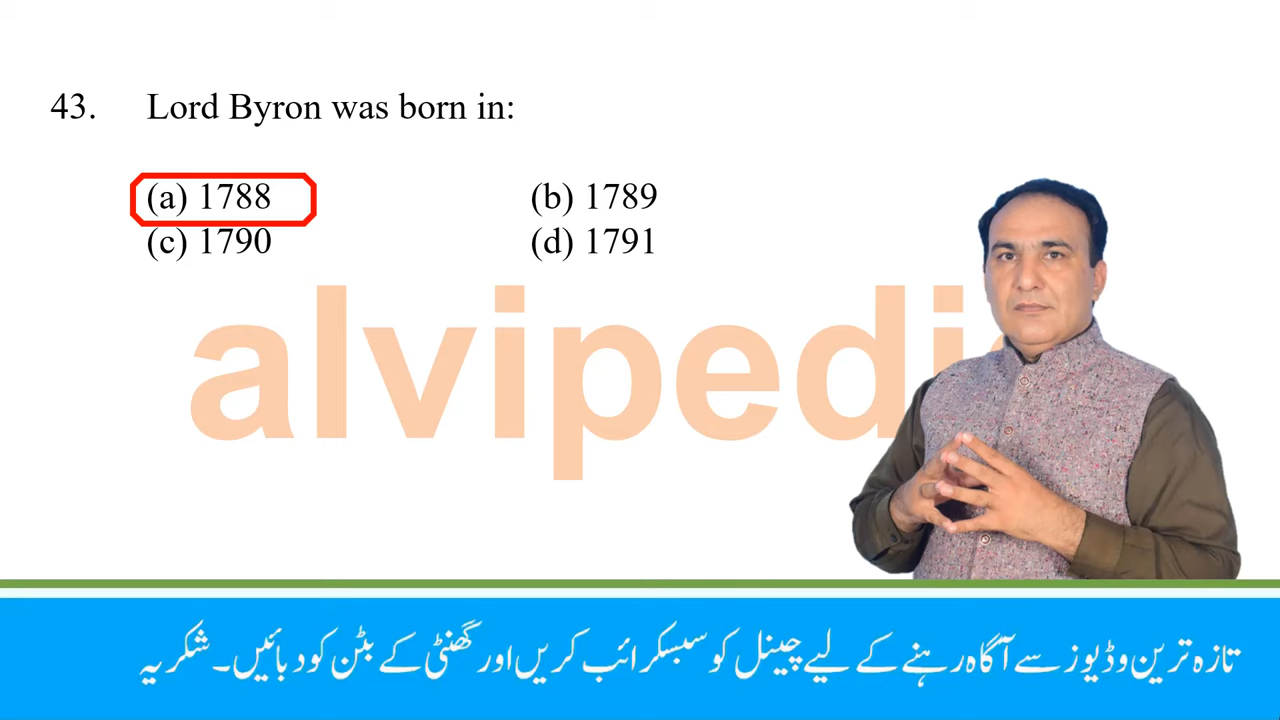 43. Lord Byron was born in:
(a) 1788 (b) 1789
(c) 1790 (d) 1791
alvipedi
تازہ ترین وڈیوز سے آگاہ رہنے کے لیے چینل کو سبسکرائب کریں اور گھنٹی کے بٹن کو دبائیں۔ شکریہ